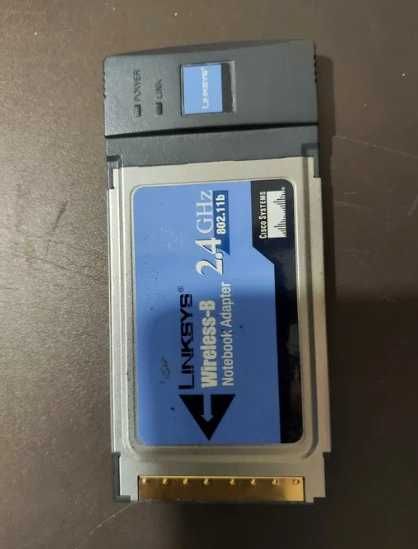 POWER
LINK
LINKSYS
LINKSYS®
Wireless-B
Notebook Adapter
2.4 GHz
802.11b
CISCO SYSTEMS